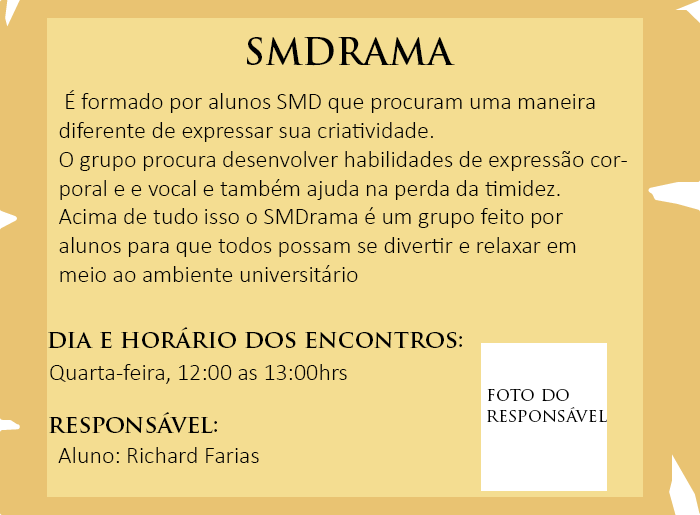 SMDRAMA
É formado por alunos SMD que procuram uma maneira
diferente de expressar sua criatividade.
O grupo procura desenvolver habilidades de expressão cor-
poral e e vocal e também ajuda na perda da timidez.
Acima de tudo isso o SMDrama é um grupo feito por
alunos para que todos possam se divertir e relaxar em
meio ao ambiente universitário
DIA E HORÁRIO DOS ENCONTROS:
Quarta-feira, 12:00 as 13:00hrs
RESPONSÁVEL:
Aluno: Richard Farias
FOTO DO
RESPONSÁVEL